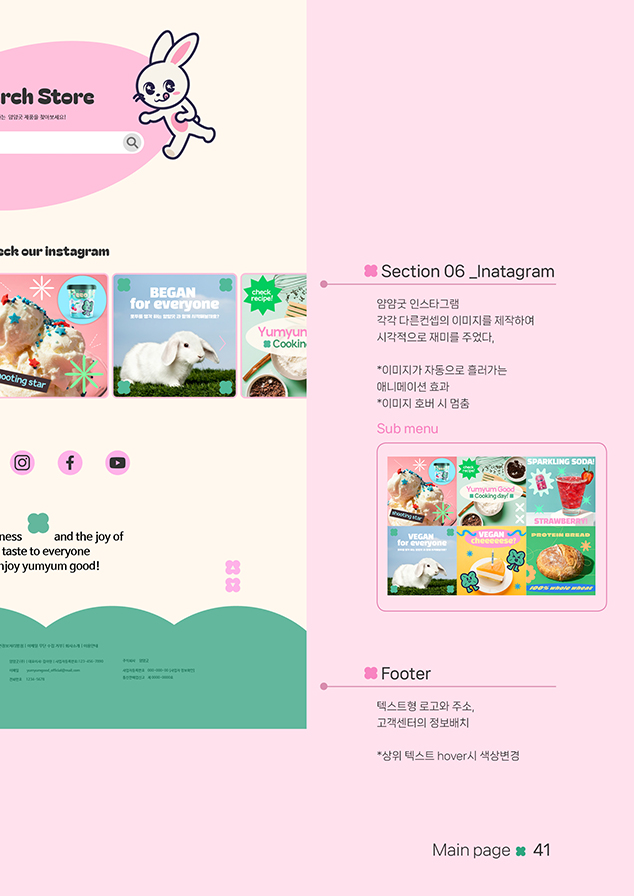 rch Store
는 얌얌굿 제품을 찾아보세요!
eck our instagram
shooting star
BEGAN
for everyone
check
recipe!
Yumyum
Cookin
ness and the joy of
taste to everyone
njoy yumyum good!
Section 06 _Inatagram
얌얌굿 인스타그램
각각 다른컨셉의 이미지를 제작하여
시각적으로 재미를 주었다,
*이미지가 자동으로 흘러가는
애니메이션 효과
*이미지 호버 시 멈춤
Sub menu
shooting star
check
recipe!
Yumyum Good
Cooking day!
SPARKLING SODA!
STRAWBERRY!
VEGAN
for everyone
VEGAN
cheeeeese?
PROTEIN BREAD
100% whole wheat
Footer
텍스트형 로고와 주소,
고객센터의 정보배치
*상위 텍스트 hover시 색상변경
Main page 41